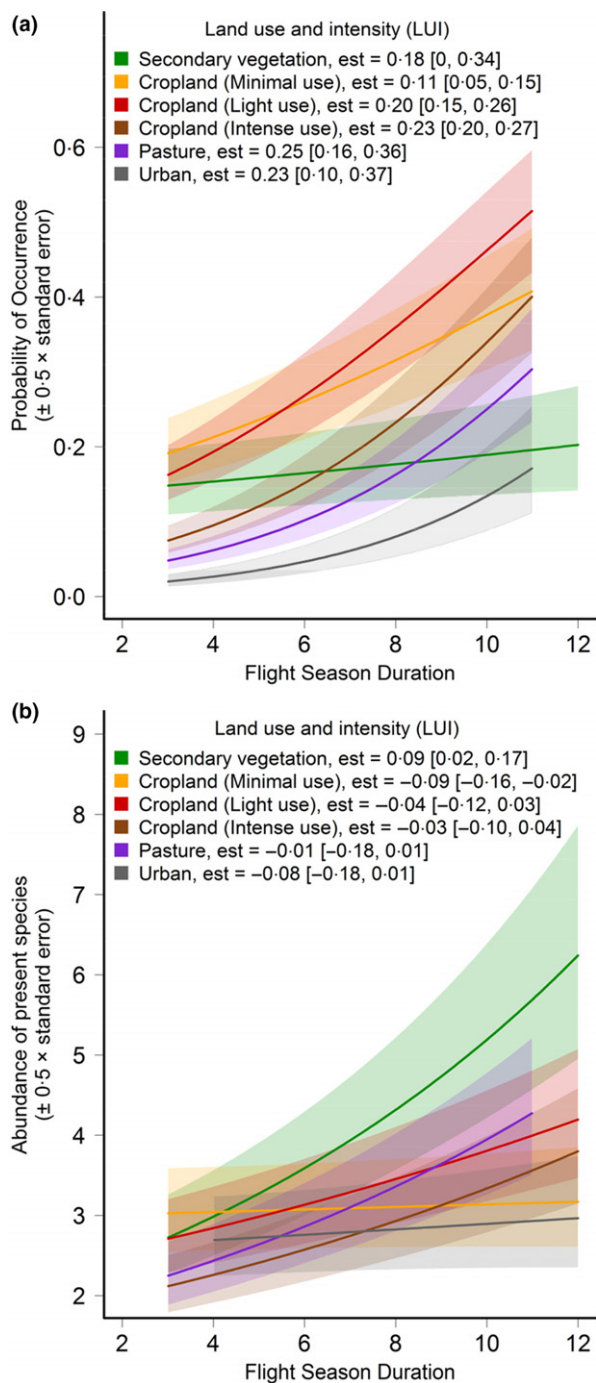 (a)
Land use and intensity (LUI)
Secondary vegetation, est = 0·18 [0, 0·34]
Cropland (Minimal use), est = 0·11 [0·05, 0·15]
Cropland (Light use), est = 0·20 [0·15, 0·26]
Cropland (Intense use), est = 0·23 [0·20, 0·27]
Pasture, est = 0.25 [0·16, 0·36]
Urban, est = 0.23 [0·10, 0·37]
Probability of Occurrence
(± 0·5 × standard error)
0·6
0·4
0·2
0·0
2 4 6 8 10 12
Flight Season Duration
(b)
Land use and intensity (LUI)
Secondary vegetation, est = 0·09 [0·02, 0·17]
Cropland (Minimal use), est = −0·09 [−0·16, −0·02]
Cropland (Light use), est = −0·04 [−0·12, 0·03]
Cropland (Intense use), est = −0·03 [−0·10, 0·04]
Pasture, est = −0·01 [−0·18, 0·01]
Urban, est = −0·08 [−0·18, 0·01]
Abundance of present species
(± 0·5 × standard error)
9
8
7
6
5
4
3
2
2 4 6 8 10 12
Flight Season Duration